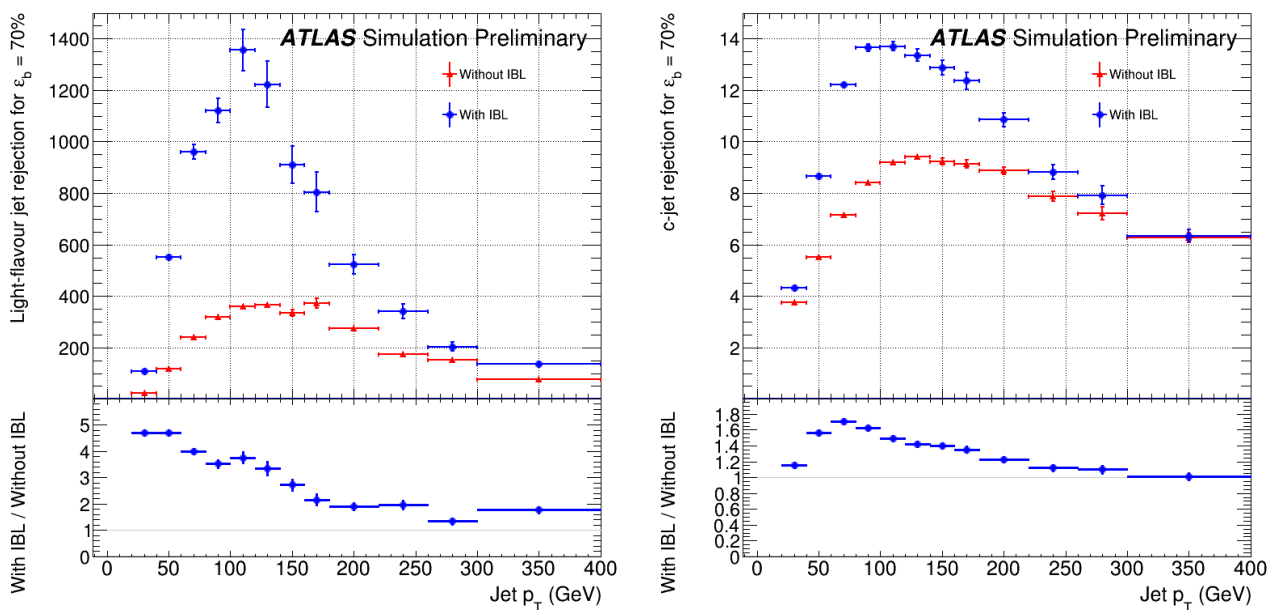 Light-flavour jet rejection for ε_b = 70%
1400
1200
1000
800
600
400
200
ATLAS Simulation Preliminary
Without IBL
With IBL
With IBL / Without IBL
5
4
3
2
1
0
0 50 100 150 200 250 300 350 400
Jet p_T (GeV)
c-jet rejection for ε_b = 70%
14
12
10
8
6
4
2
ATLAS Simulation Preliminary
Without IBL
With IBL
With IBL / Without IBL
1.8
1.6
1.4
1.2
1
0.8
0.6
0.4
0.2
0
0 50 100 150 200 250 300 350 400
Jet p_T (GeV)